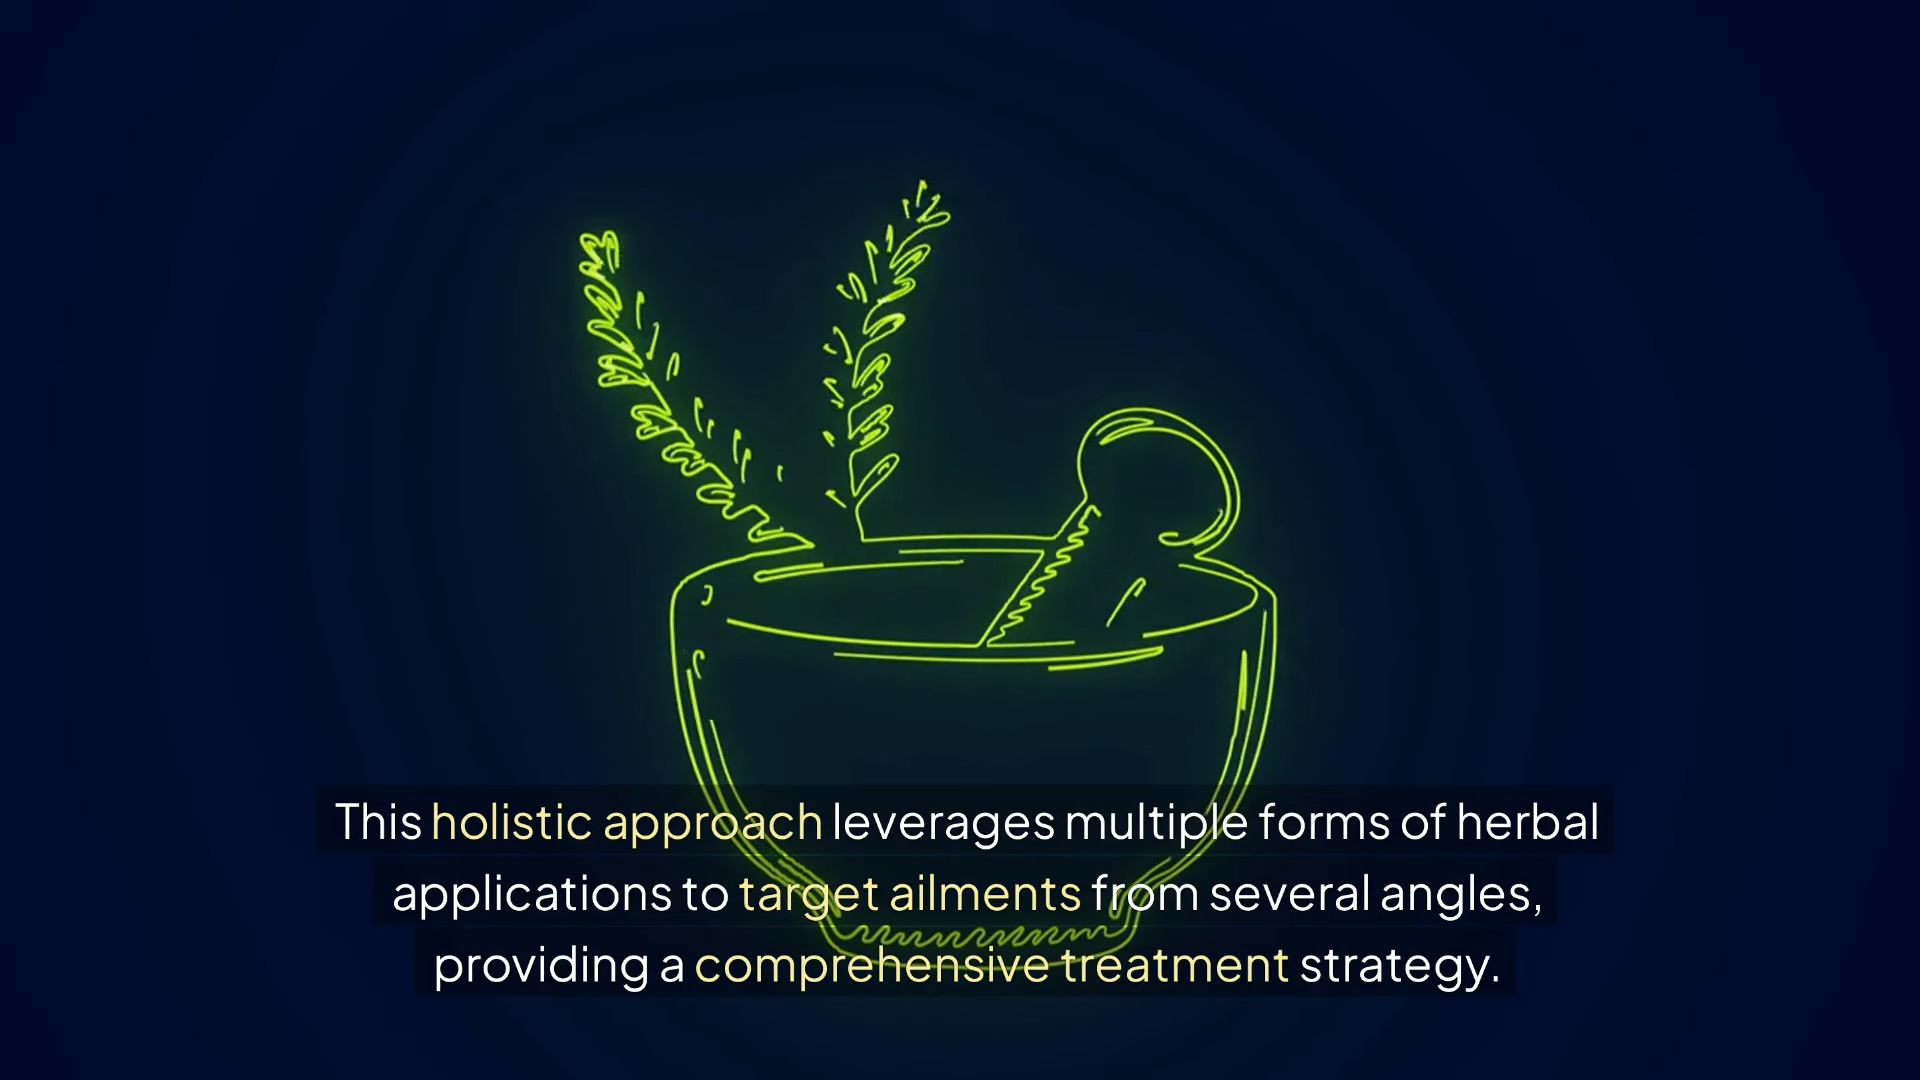 This holistic approach leverages multiple forms of herbal
applications to target ailments from several angles,
providing a comprehensive treatment strategy.